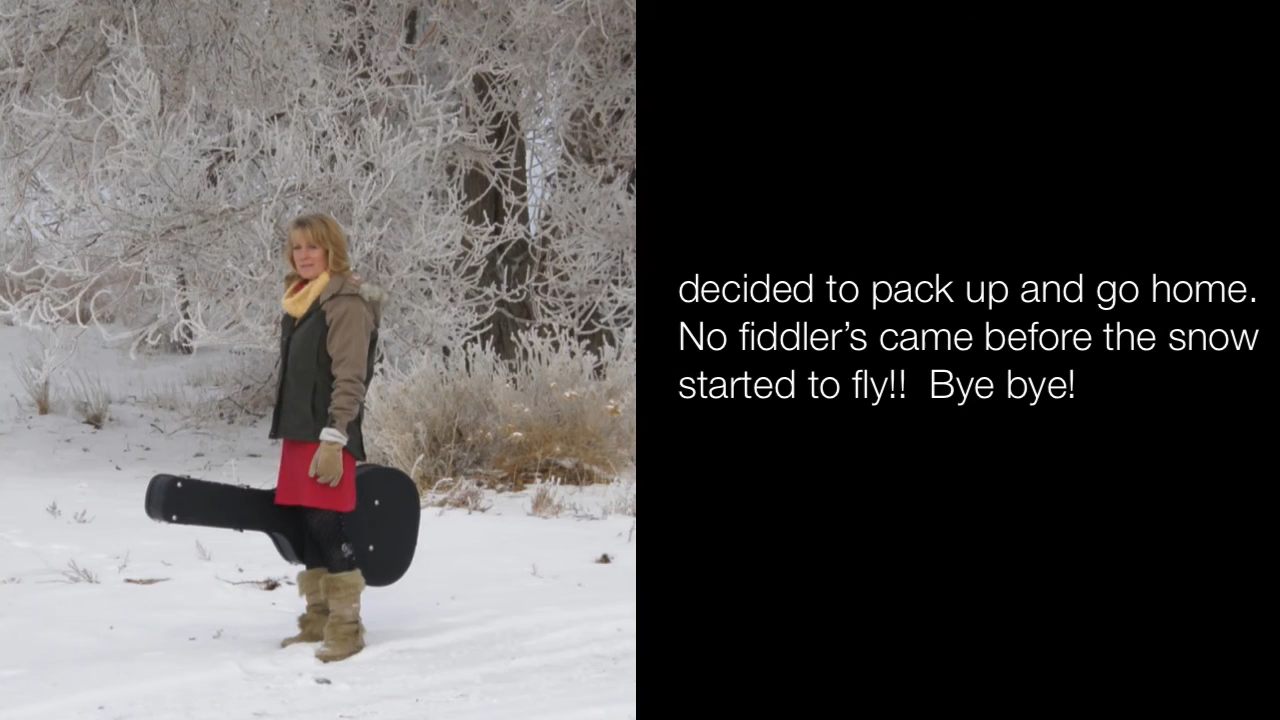 decided to pack up and go home.
No fiddler’s came before the snow
started to fly!!  Bye bye!